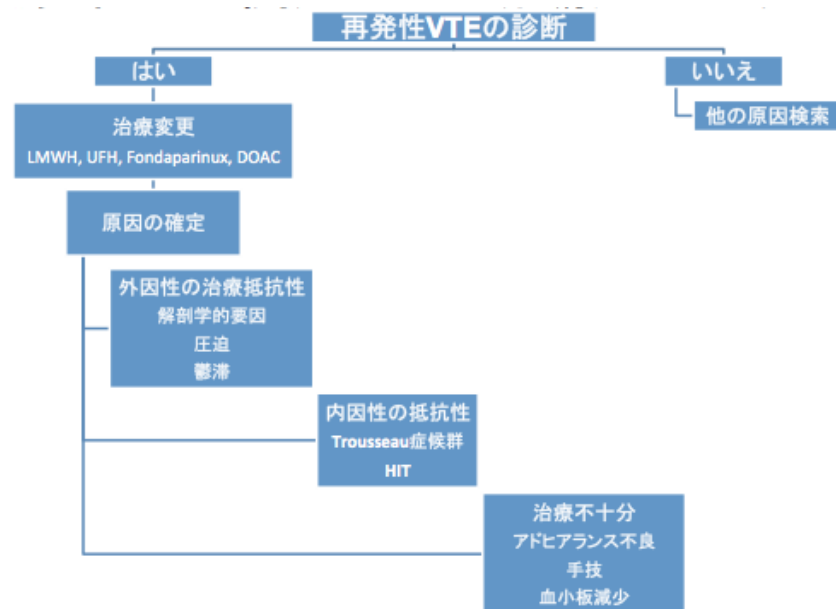 再発性VTEの診断
はい
いいえ
治療変更
LMWH, UFH, Fondaparinux, DOAC
他の原因検索
原因の確定
外因性の治療抵抗性
解剖学的要因
圧迫
鬱滞
内因性の抵抗性
Trousseau症候群
HIT
治療不十分
アドヒアランス不良
手技
血小板減少